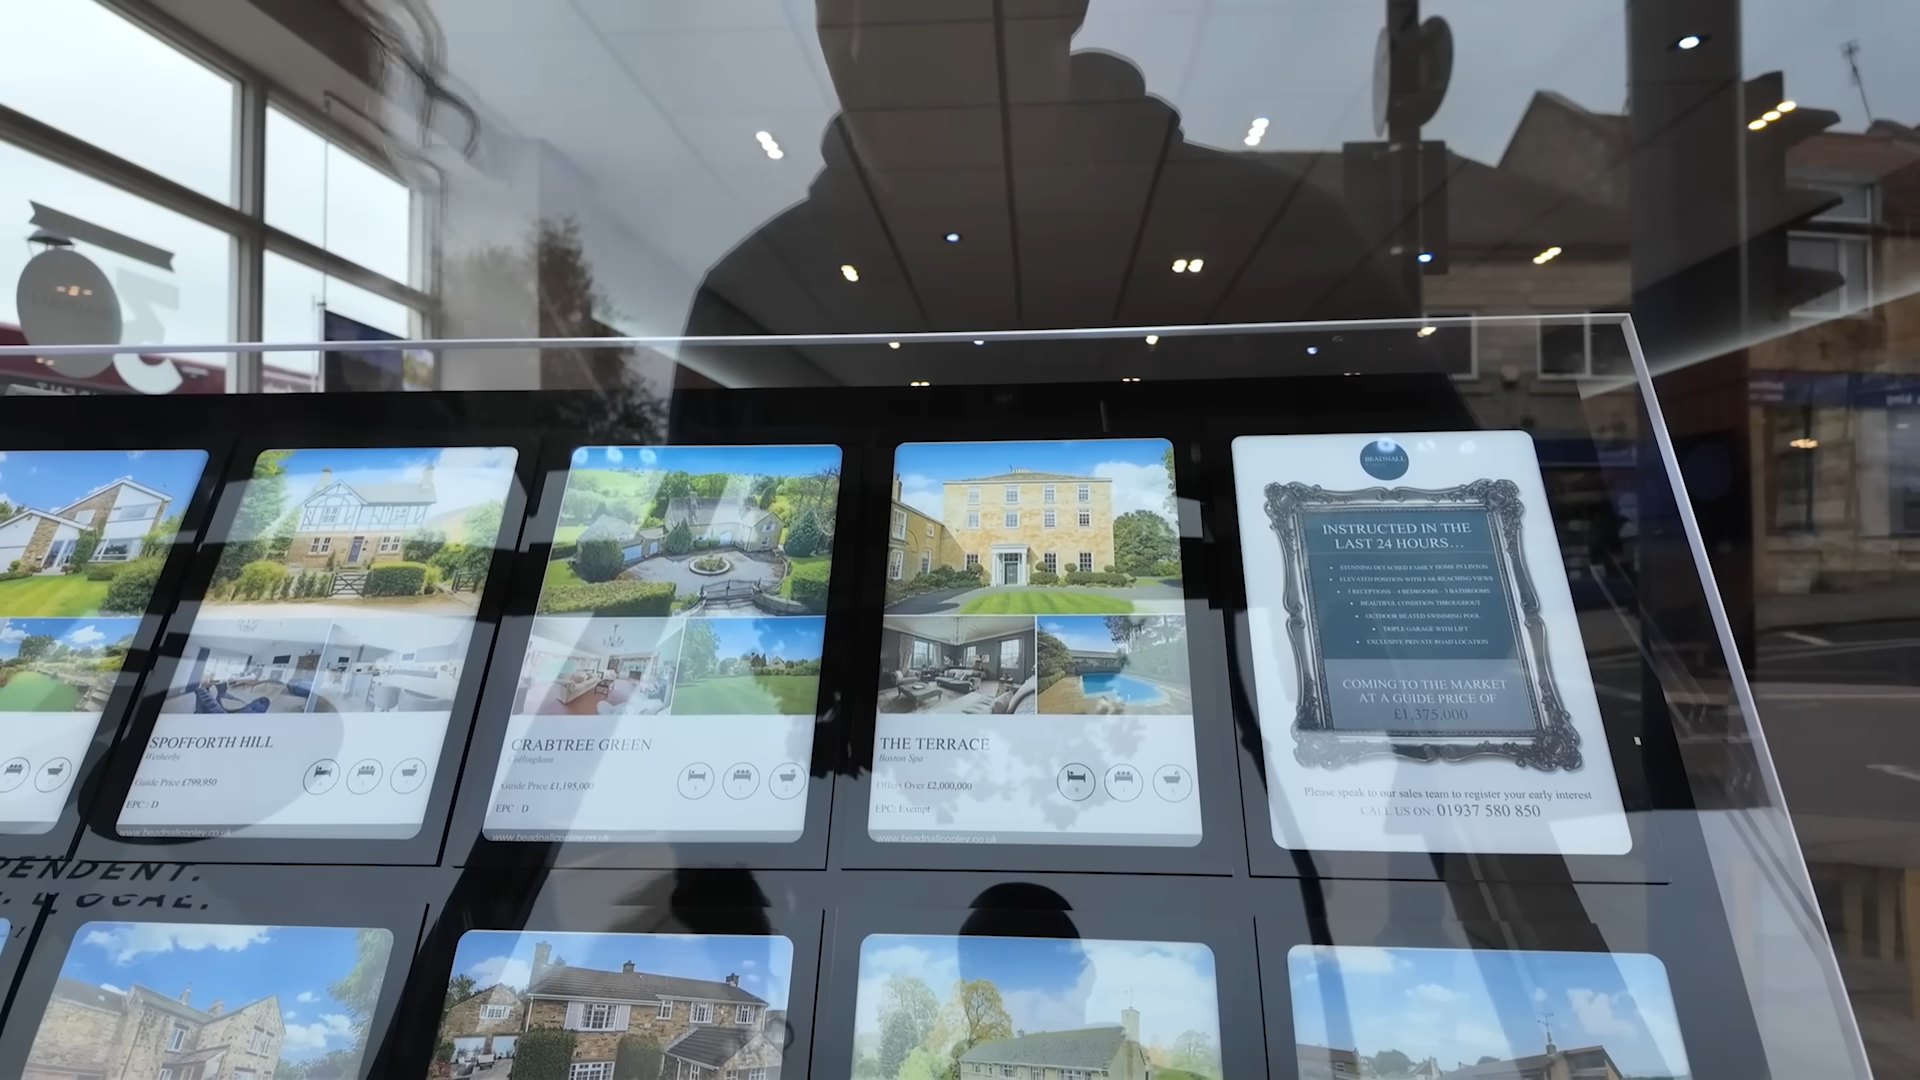 SPOFFORTH HILL
Wetherby
Guide Price £799,950
EPC : D
www.beadnallcopley.co.uk
CRABTREE GREEN
Collingham
Guide Price £1,195,000
EPC : D
www.beadnallcopley.co.uk
THE TERRACE
Boston Spa
Offers Over £2,000,000
EPC: Exempt
www.beadnallcopley.co.uk
BEADNALL
INSTRUCTED IN THE
LAST 24 HOURS...
• STUNNING DETACHED FAMILY HOME IN LINTON
• ELEVATED POSITION WITH FAR-REACHING VIEWS
• 3 RECEPTIONS - 4 BEDROOMS - 3 BATHROOMS
• BEAUTIFUL CONDITION THROUGHOUT
• OUTDOOR HEATED SWIMMING POOL
• TRIPLE GARAGE WITH LIFT
• EXCLUSIVE PRIVATE ROAD LOCATION
COMING TO THE MARKET
AT A GUIDE PRICE OF
£1,375,000
Please speak to our sales team to register your early interest
CALL US ON: 01937 580 850
PENDENT.
LOCAL.